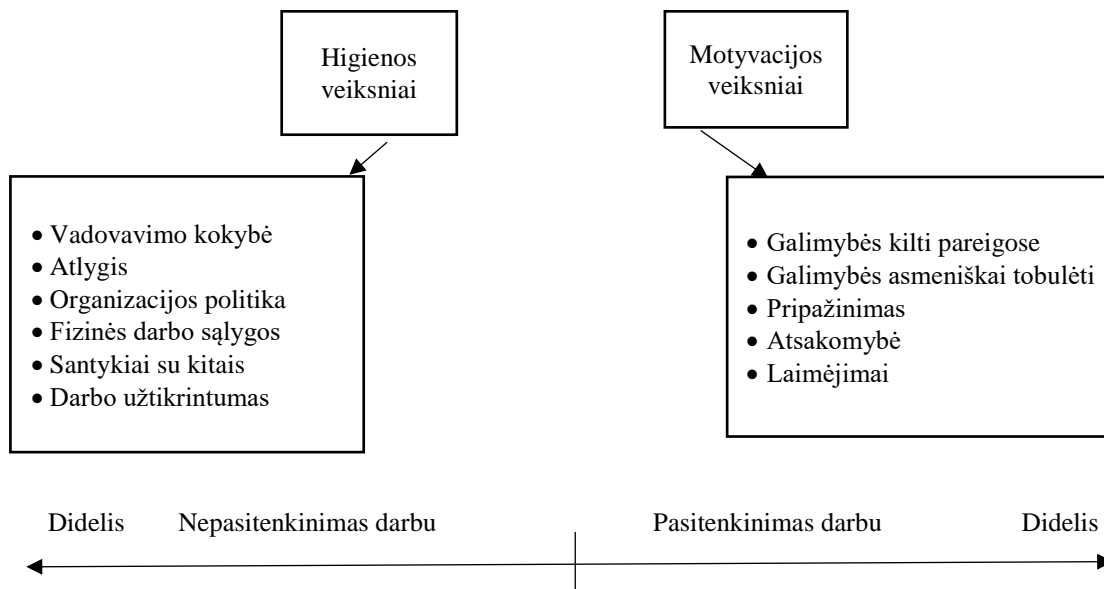 Higienos
veiksniai
Motyvacijos
veiksniai
• Vadovavimo kokybė
• Atlygis
• Organizacijos politika
• Fizinės darbo sąlygos
• Santykiai su kitais
• Darbo užtikrintumas
• Galimybės kilti pareigose
• Galimybės asmeniškai tobulėti
• Pripažinimas
• Atsakomybė
• Laimėjimai
Didelis Nepasitenkinimas darbu Pasitenkinimas darbu Didelis